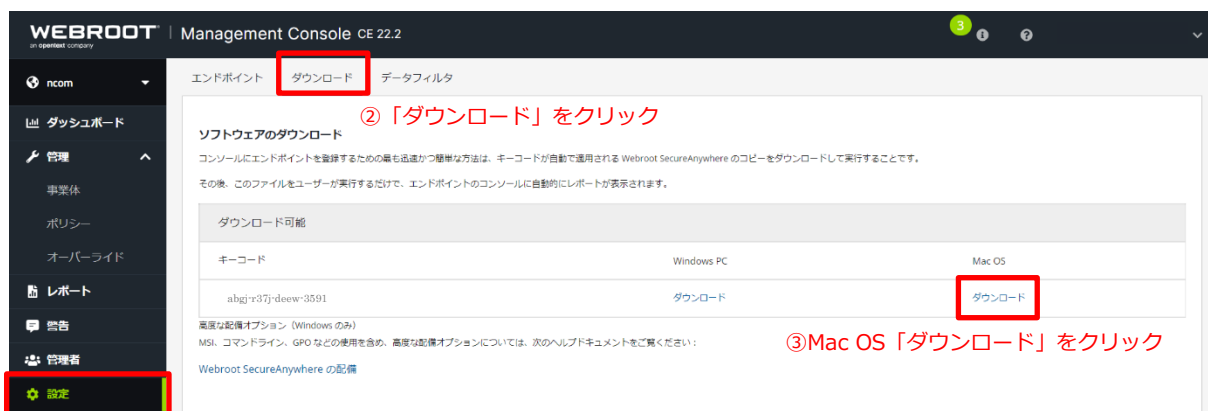 WEBROOT Management Console CE 22.2
an opentext company
3
ncom
エンドポイント ダウンロード データフィルタ
②「ダウンロード」をクリック
ダッシュボード
管理
事業体
ポリシー
オーバーライド
レポート
警告
管理者
設定
ソフトウェアのダウンロード
コンソールにエンドポイントを登録するための最も迅速かつ簡単な方法は、キーコードが自動で適用される Webroot SecureAnywhere のコピーをダウンロードして実行することです。
その後、このファイルをユーザーが実行するだけで、エンドポイントのコンソールに自動的にレポートが表示されます。
ダウンロード可能
キーコード Windows PC Mac OS
abgj-r37j-deew-3591 ダウンロード ダウンロード
高度な配備オプション（Windows のみ）
MSI、コマンドライン、GPO などの使用を含め、高度な配備オプションについては、次のヘルプドキュメントをご覧ください：
③Mac OS「ダウンロード」をクリック
Webroot SecureAnywhere の配備